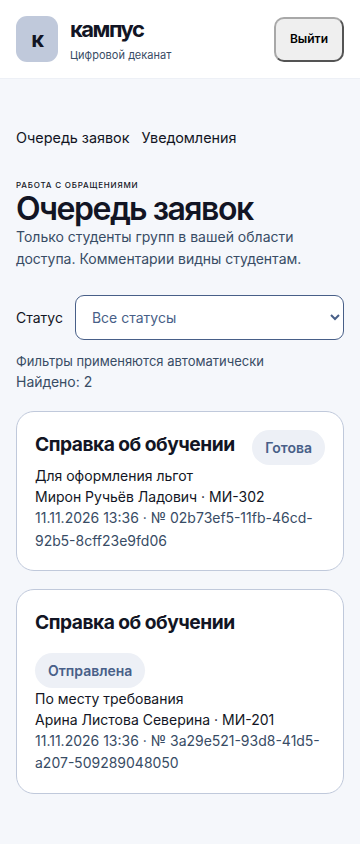 к
кампус
Цифровой деканат
Выйти
Очередь заявок Уведомления
РАБОТА С ОБРАЩЕНИЯМИ
Очередь заявок
Только студенты групп в вашей области
доступа. Комментарии видны студентам.
Статус Все статусы
Фильтры применяются автоматически
Найдено: 2
Справка об обучении Готова
Для оформления льгот
Мирон Ручьёв Ладович · МИ-302
11.11.2026 13:36 · № 02b73ef5-11fb-46cd-
92b5-8cff23e9fd06
Справка об обучении
Отправлена
По месту требования
Арина Листова Северина · МИ-201
11.11.2026 13:36 · № 3a29e521-93d8-41d5-
a207-509289048050